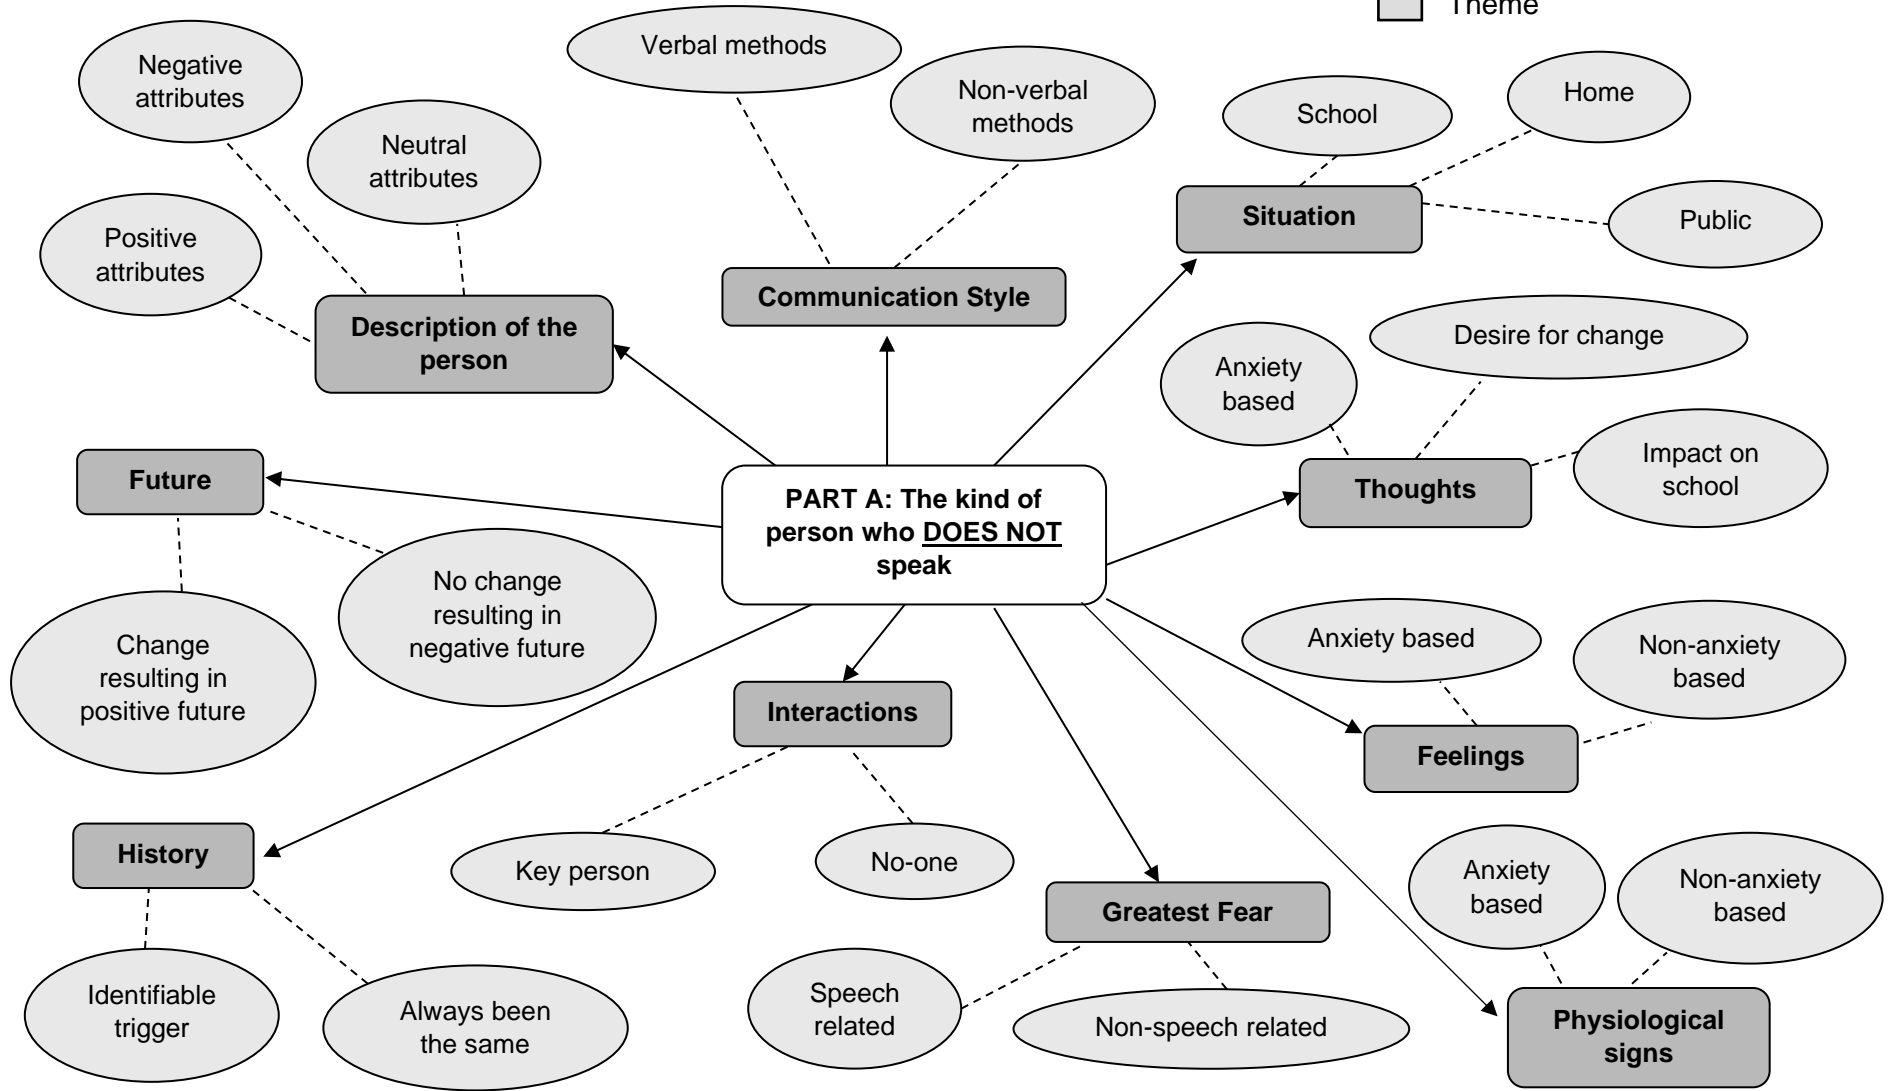 Theme
Verbal methods
Negative
attributes
Non-verbal
methods
Home
School
Neutral
attributes
Situation
Public
Positive
attributes
Communication Style
Description of the
person
Desire for change
Anxiety
based
Impact on
school
Future
Thoughts
PART A: The kind of
person who DOES NOT
speak
No change
resulting in
negative future
Change
resulting in
positive future
Anxiety based
Non-anxiety
based
Interactions
Feelings
History
Key person
No-one
Anxiety
based
Non-anxiety
based
Greatest Fear
Identifiable
trigger
Always been
the same
Speech
related
Non-speech related
Physiological
signs